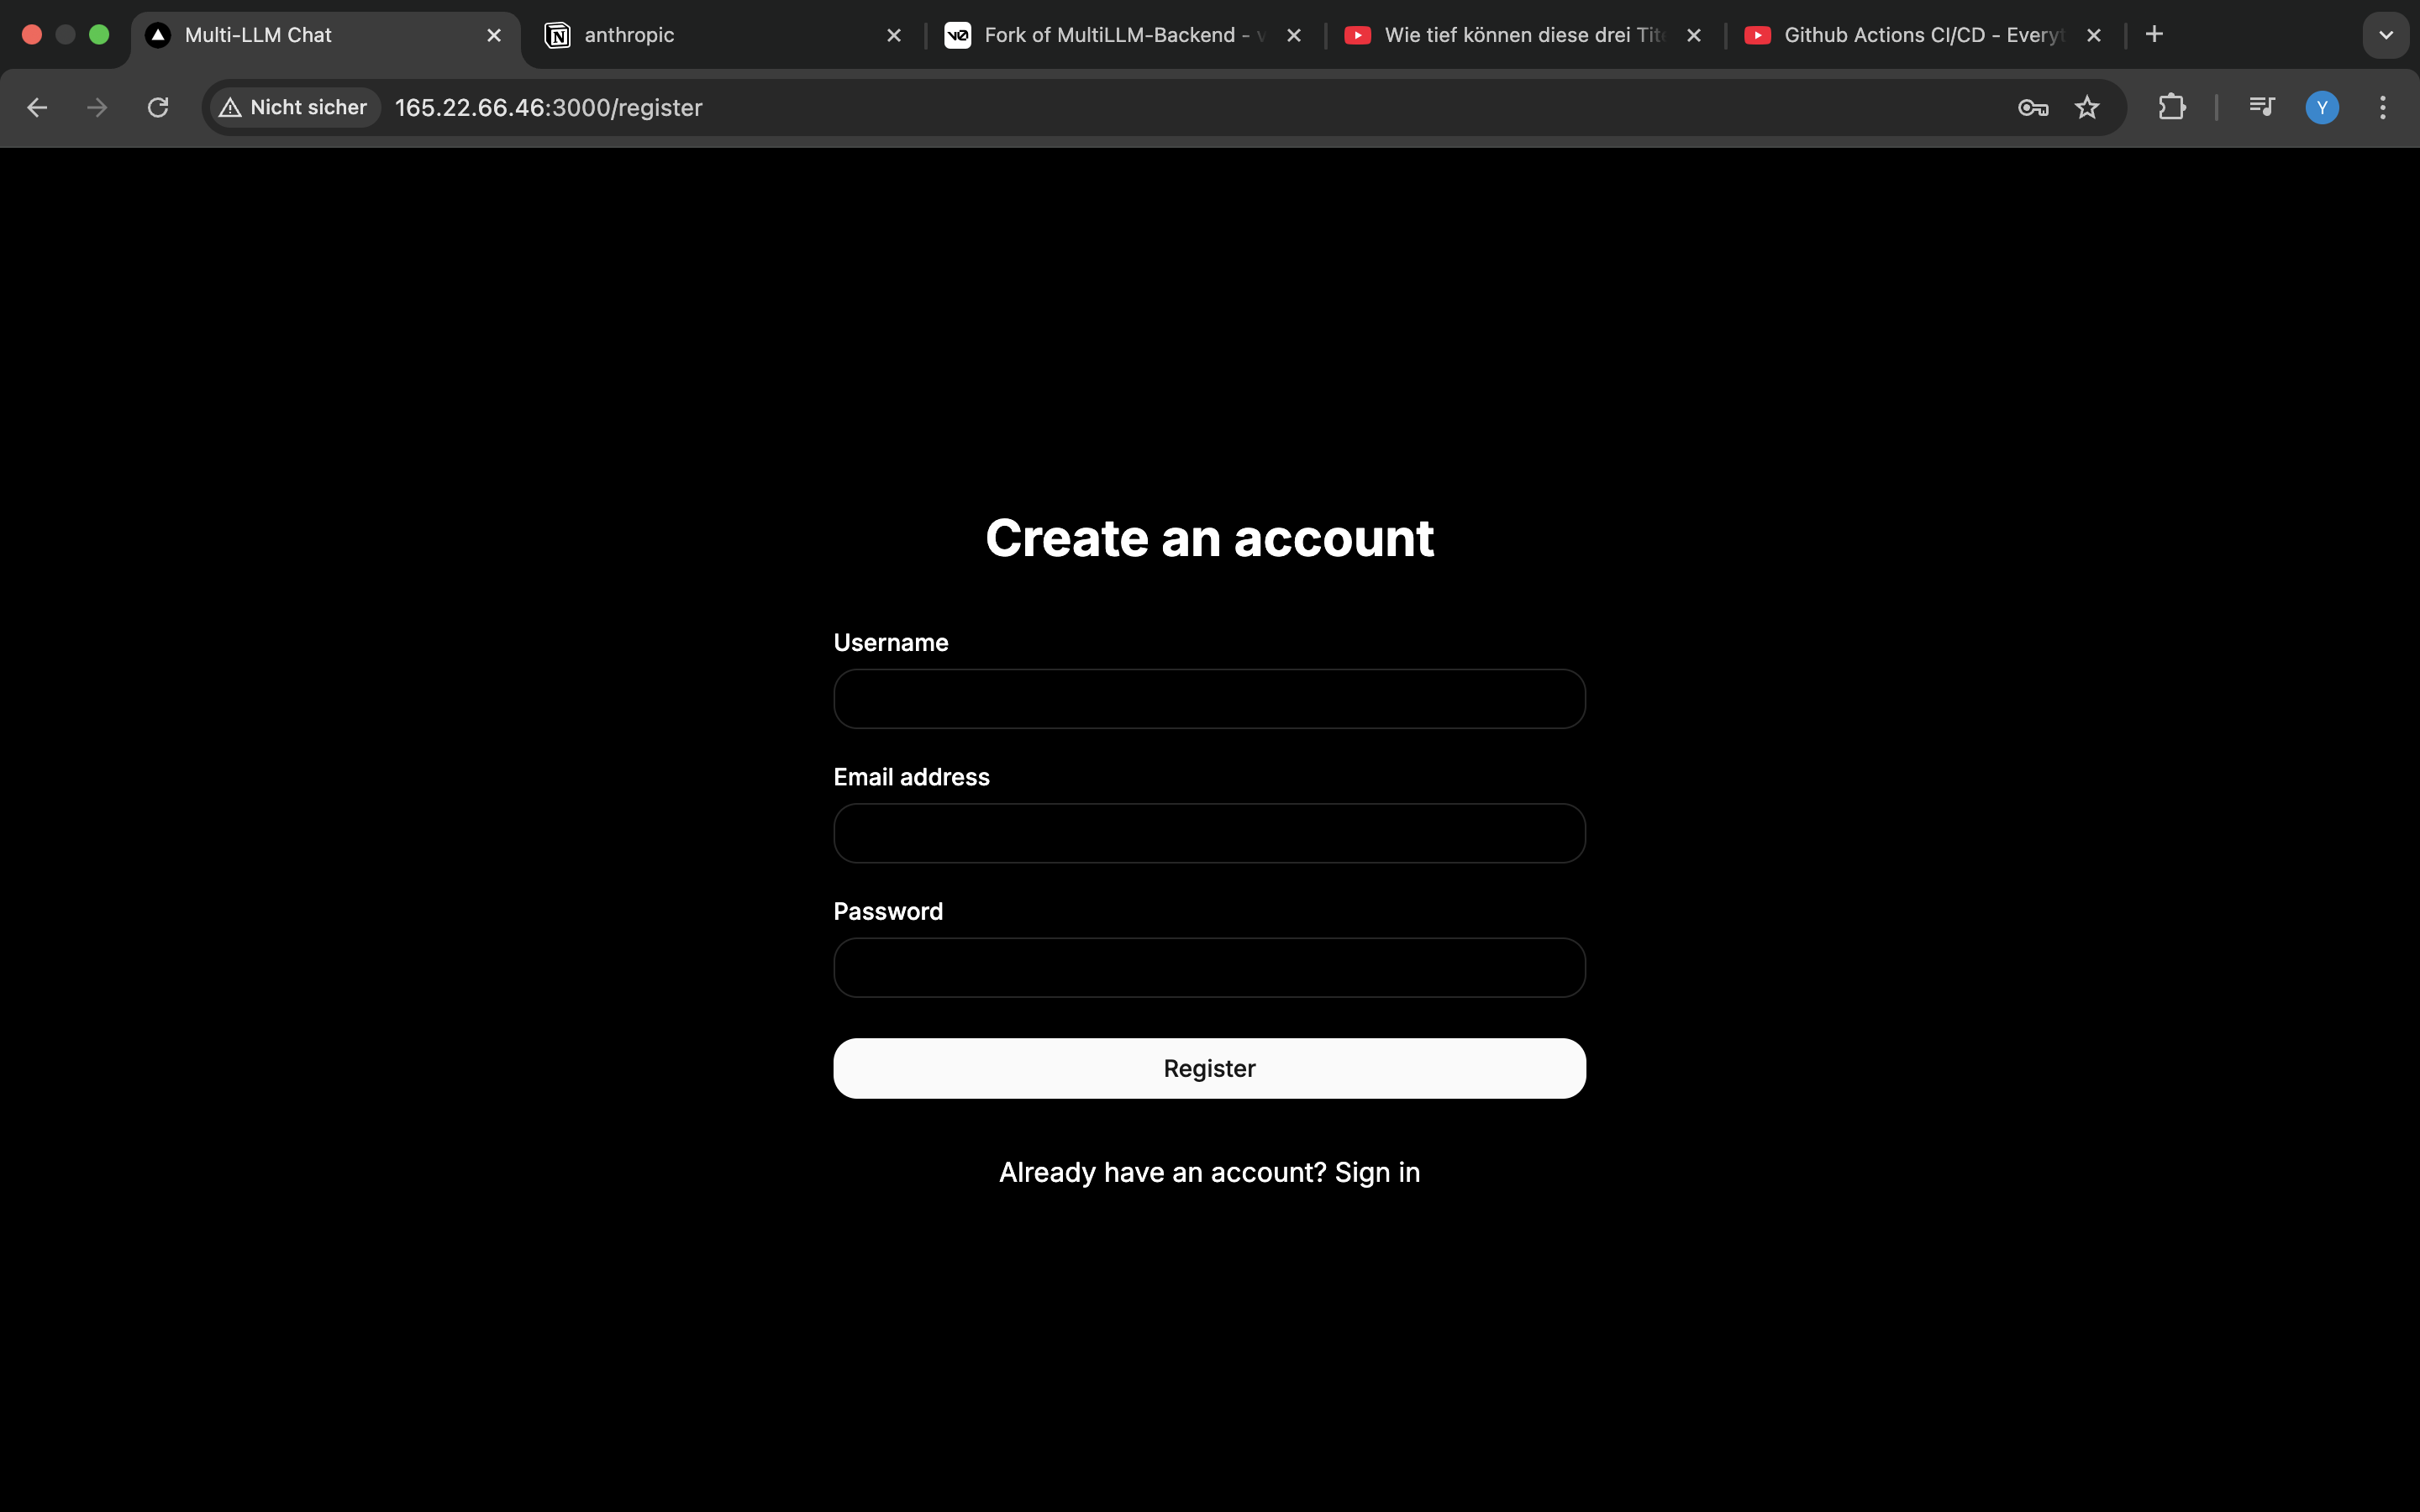 Multi-LLM Chat
anthropic
Fork of MultiLLM-Backend -
Wie tief können diese drei
Github Actions CI/CD -
Nicht sicher
165.22.66.46:3000/register
Y
Create an account
Username
Email address
Password
Register
Already have an account? Sign in